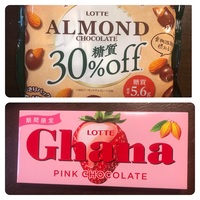 LOTTE
ALMOND
CHOCOLATE
糖質
30%off
糖質
5.6g
期間限定
LOTTE
Ghana
PINK CHOCOLATE